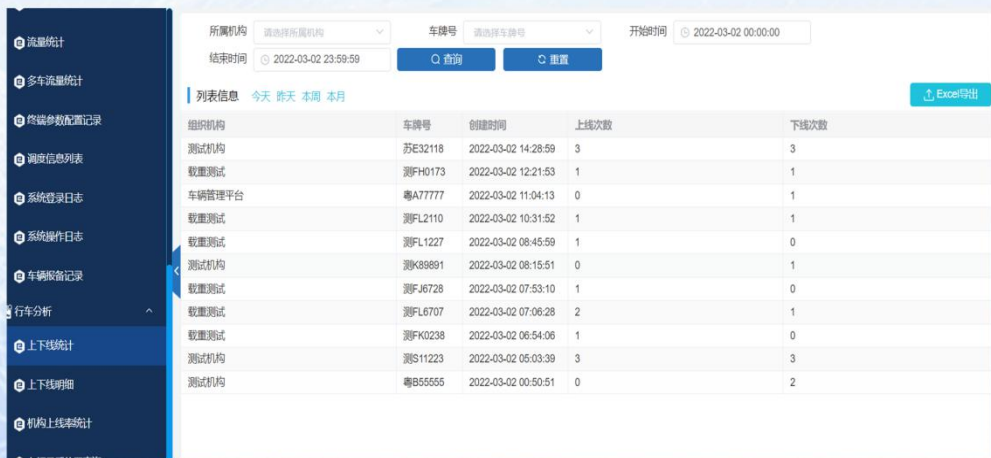 流量统计
多车流量统计
终端参数配置记录
调度信息列表
系统登录日志
系统操作日志
车辆报备记录
行车分析
上下线统计
上下线明细
机构上线率统计
所属机构 请选择所属机构 车牌号 请选择车牌号 开始时间 2022-03-02 00:00:00
结束时间 2022-03-02 23:59:59 查询 重置
列表信息 今天 昨天 本周 本月 Excel导出
组织机构 车牌号 创建时间 上线次数 下线次数
测试机构 苏E32118 2022-03-02 14:28:59 3 3
载重测试 测FH0173 2022-03-02 12:21:53 1 1
车辆管理平台 粤A77777 2022-03-02 11:04:13 0 1
载重测试 测FL2110 2022-03-02 10:31:52 1 1
载重测试 测FL1227 2022-03-02 08:45:59 1 0
测试机构 测K89891 2022-03-02 08:15:51 0 1
载重测试 测FJ6728 2022-03-02 07:53:10 1 0
载重测试 测FL6707 2022-03-02 07:06:28 2 1
载重测试 测FK0238 2022-03-02 06:54:06 1 0
测试机构 测S11223 2022-03-02 05:03:39 3 3
测试机构 粤B55555 2022-03-02 00:50:51 0 2